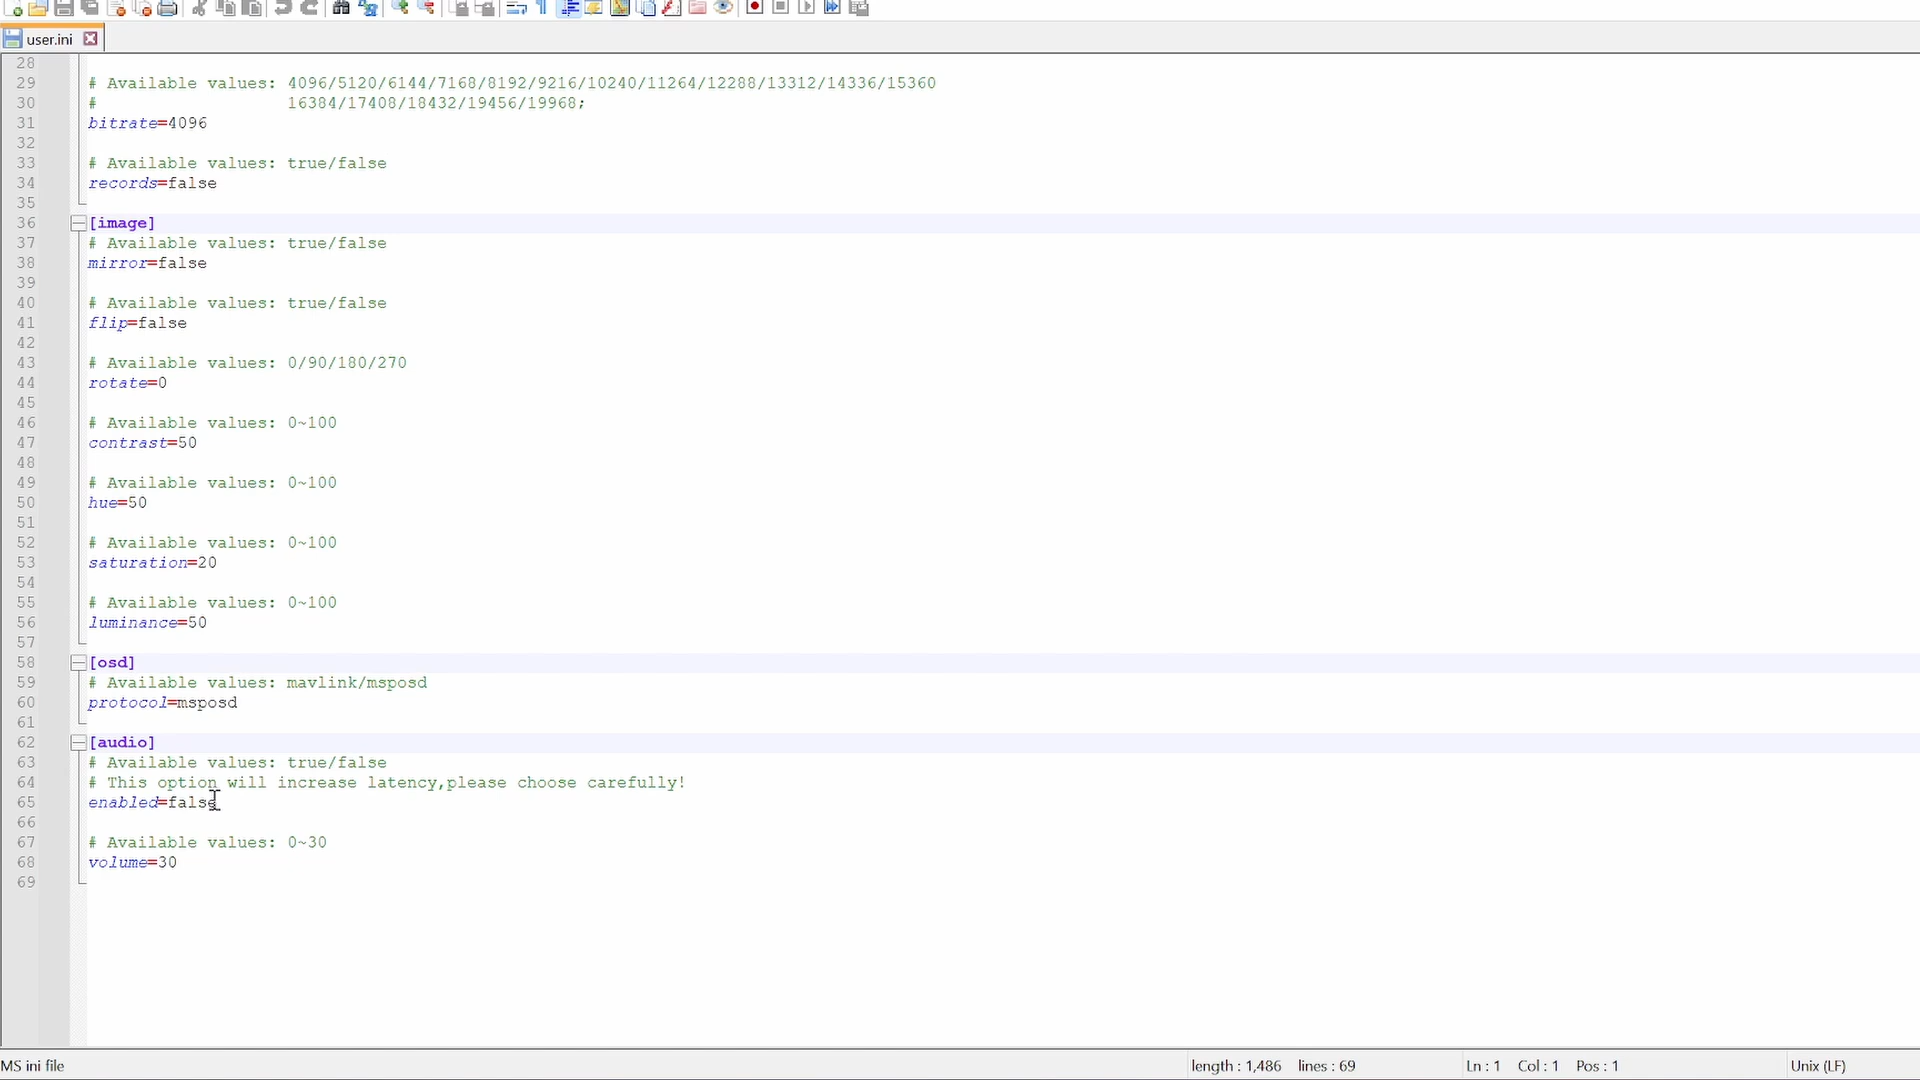 user.ini
28
29 # Available values: 4096/5120/6144/7168/8192/9216/10240/11264/12288/13312/14336/15360
30 # 16384/17408/18432/19456/19968;
31 bitrate=4096
32
33 # Available values: true/false
34 records=false
35
36 [image]
37 # Available values: true/false
38 mirror=false
39
40 # Available values: true/false
41 flip=false
42
43 # Available values: 0/90/180/270
44 rotate=0
45
46 # Available values: 0~100
47 contrast=50
48
49 # Available values: 0~100
50 hue=50
51
52 # Available values: 0~100
53 saturation=20
54
55 # Available values: 0~100
56 luminance=50
57
58 [osd]
59 # Available values: mavlink/msposd
60 protocol=msposd
61
62 [audio]
63 # Available values: true/false
64 # This option will increase latency,please choose carefully!
65 enabled=false
66
67 # Available values: 0~30
68 volume=30
69
MS ini file length : 1,486 lines : 69 Ln : 1 Col : 1 Pos : 1 Unix (LF)